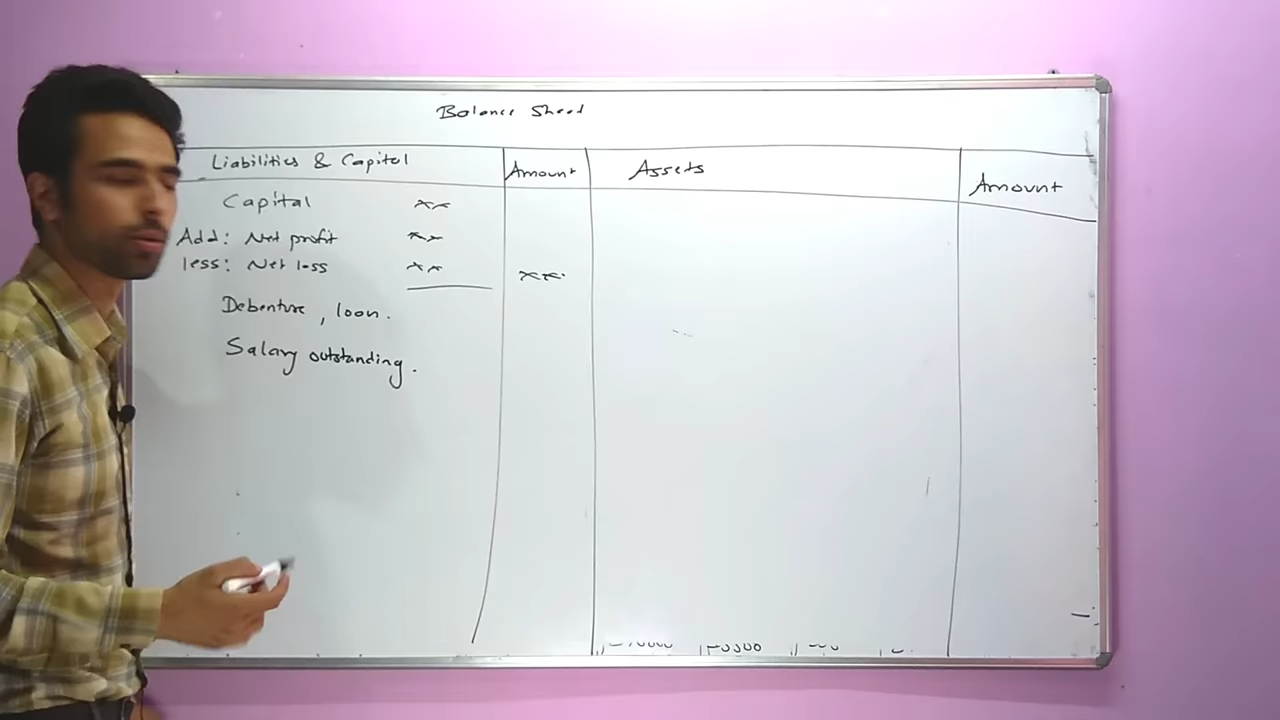 Balance Sheet
Liabilities & Capital Amount Assets Amount
Capital xx
Add: Net profit xx
less: Net loss xx xx.
Debenture, loan.
Salary outstanding.